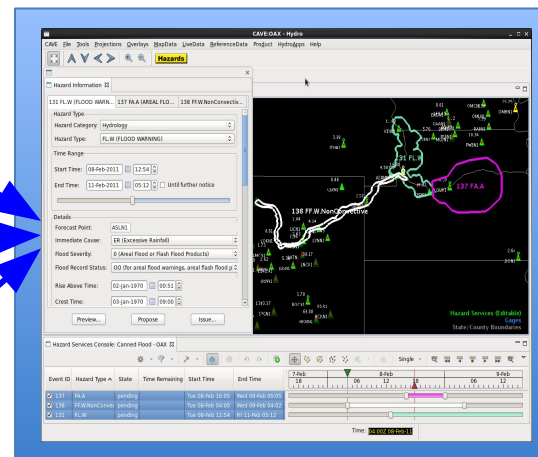 CAVE:OAX - Hydro
CAVE File Tools Projections Overlays MapData LiveData ReferenceData Product HydroApps Help
Hazards
Hazard Information
131 FL.W (FLOOD WARN... 137 FA.A (AREAL FLO... 138 FF.W.NonConvectiv...
Hazard Type
Hazard Category: Hydrology
Hazard Type: FL.W (FLOOD WARNING)
Time Range
Start Time: 08-Feb-2011 12:54
End Time: 11-Feb-2011 05:12 Until further notice
Details
Forecast Point: ASLN1
Immediate Cause: ER (Excessive Rainfall)
Flood Severity: 0 (Areal Flood or Flash Flood Products)
Flood Record Status: OO (for areal flood warnings, areal flash flood p
Rise Above Time: 02-Jan-1970 00:51
Crest Time: 03-Jan-1970 09:00
Preview... Propose Issue...
131 FL.W
137 FA.A
138 FF.W.NonConvective
Hazard Services (Editable)
Gages
State/County Boundaries
Hazard Services Console: Canned Flood - OAX
Single
Event ID Hazard Type State Time Remaining Start Time End Time
7-Feb 8-Feb 9-Feb
18 06 12 18 06 12
137 FA.A pending Tue 08-Feb 16:05 Wed 09-Feb 00:05
138 FF.W.NonConvec pending Tue 08-Feb 04:00 Wed 09-Feb 04:02
131 FL.W pending Tue 08-Feb 12:54 Fri 11-Feb 05:12
Time: 04:00Z 08-Feb-11